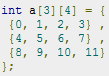 int a[3][4] = {
{0, 1, 2, 3} ,
{4, 5, 6, 7} ,
{8, 9, 10, 11}
};